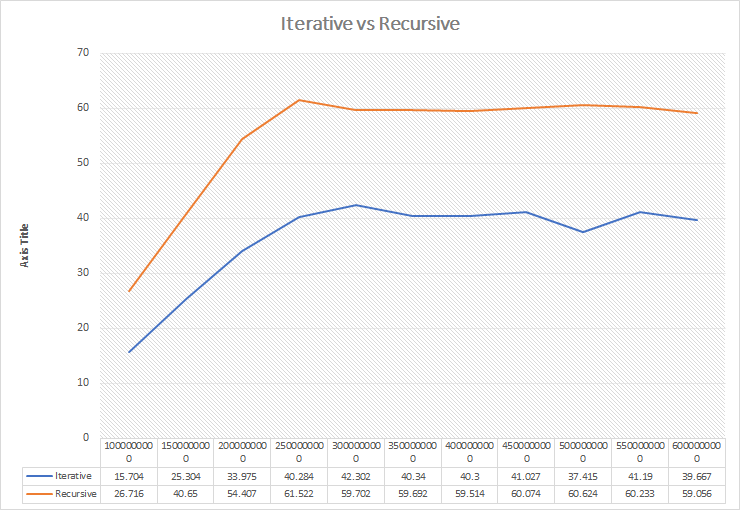 Iterative vs Recursive
70
60
50
40
30
20
10
0
Axis Title
100000000 150000000 200000000 250000000 300000000 350000000 400000000 450000000 500000000 550000000 600000000
0 0 0 0 0 0 0 0 0 0 0
Iterative 15.704 25.304 33.975 40.284 42.302 40.34 40.3 41.027 37.415 41.19 39.667
Recursive 26.716 40.65 54.407 61.522 59.702 59.692 59.514 60.074 60.624 60.233 59.056